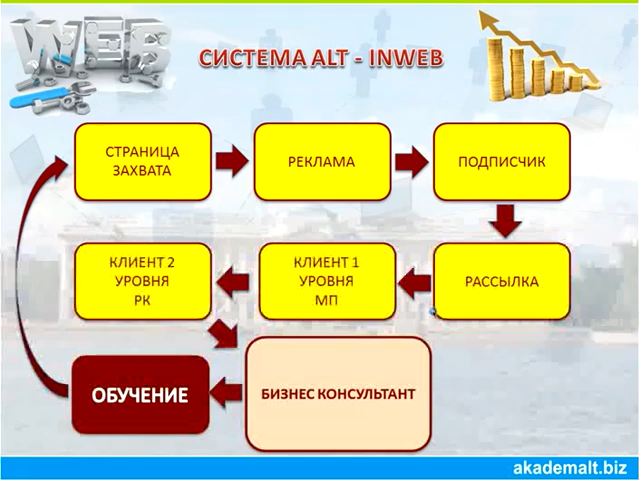 WEB
СИСТЕМА ALT - INWEB
СТРАНИЦА
ЗАХВАТА
РЕКЛАМА
ПОДПИСЧИК
КЛИЕНТ 2
УРОВНЯ
РК
КЛИЕНТ 1
УРОВНЯ
МП
РАССЫЛКА
ОБУЧЕНИЕ
БИЗНЕС КОНСУЛЬТАНТ
akademalt.biz